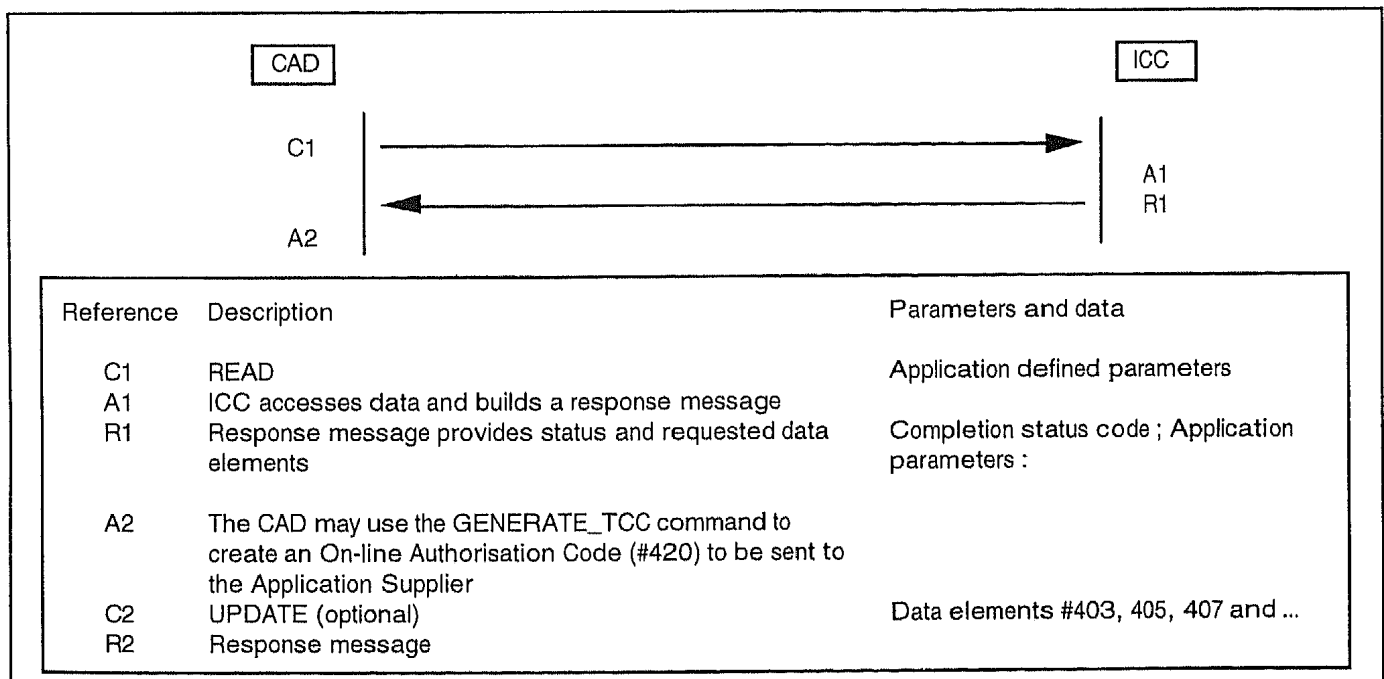 CAD ICC
C1
A1
R1
A2
Reference Description Parameters and data
C1 READ Application defined parameters
A1 ICC accesses data and builds a response message
R1 Response message provides status and requested data Completion status code ; Application
elements parameters :
A2 The CAD may use the GENERATE_TCC command to
create an On-line Authorisation Code (#420) to be sent to
the Application Supplier
C2 UPDATE (optional) Data elements #403, 405, 407 and ...
R2 Response message